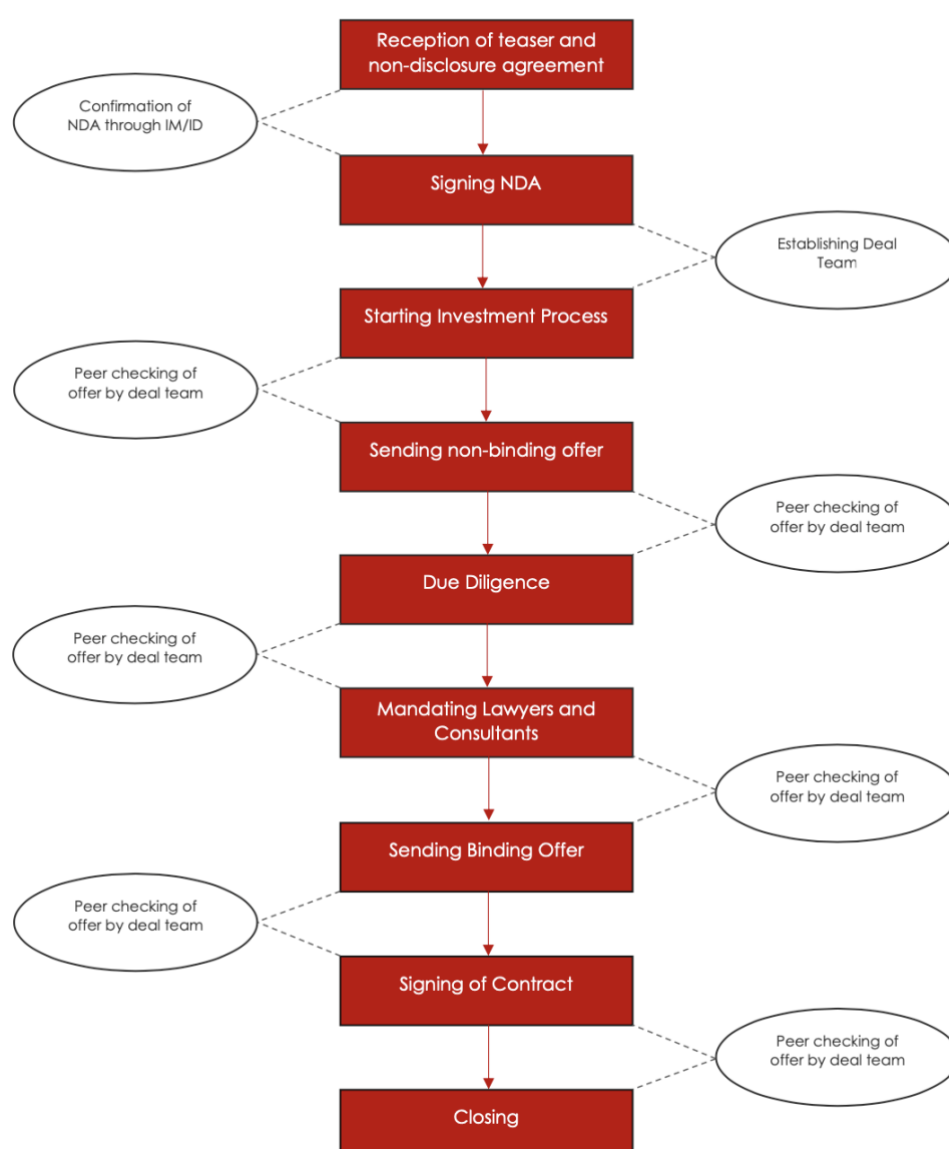 Reception of teaser and
non-disclosure agreement
Confirmation of
NDA through IM/ID
Signing NDA
Establishing Deal
Team
Starting Investment Process
Peer checking of
offer by deal team
Sending non-binding offer
Peer checking of
offer by deal team
Due Diligence
Peer checking of
offer by deal team
Mandating Lawyers and
Consultants
Peer checking of
offer by deal team
Sending Binding Offer
Peer checking of
offer by deal team
Signing of Contract
Peer checking of
offer by deal team
Closing